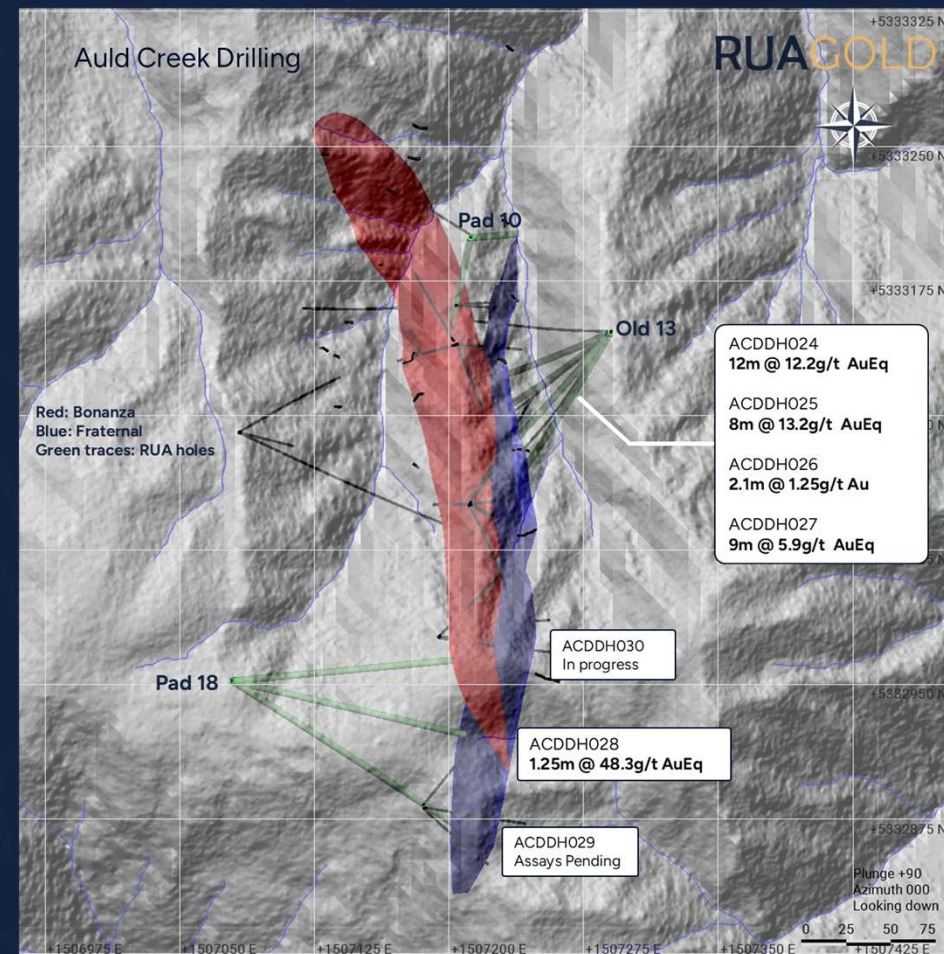 Auld Creek Drilling
RUAGOLD
+5333325 N
+5333250 N
Pad 10
+5333175 N
Old 13
ACDDH024
12m @ 12.2g/t AuEq
ACDDH025
8m @ 13.2g/t AuEq
ACDDH026
2.1m @ 1.25g/t Au
ACDDH027
9m @ 5.9g/t AuEq
Red: Bonanza
Blue: Fraternal
Green traces: RUA holes
ACDDH030
In progress
Pad 18
+5332950 N
ACDDH028
1.25m @ 48.3g/t AuEq
ACDDH029
Assays Pending
+5332875 N
Plunge +90
Azimuth 000
Looking down
0 25 50 75
+1506975 E +1507050 E +1507125 E +1507200 E +1507275 E +1507350 E +1507425 E